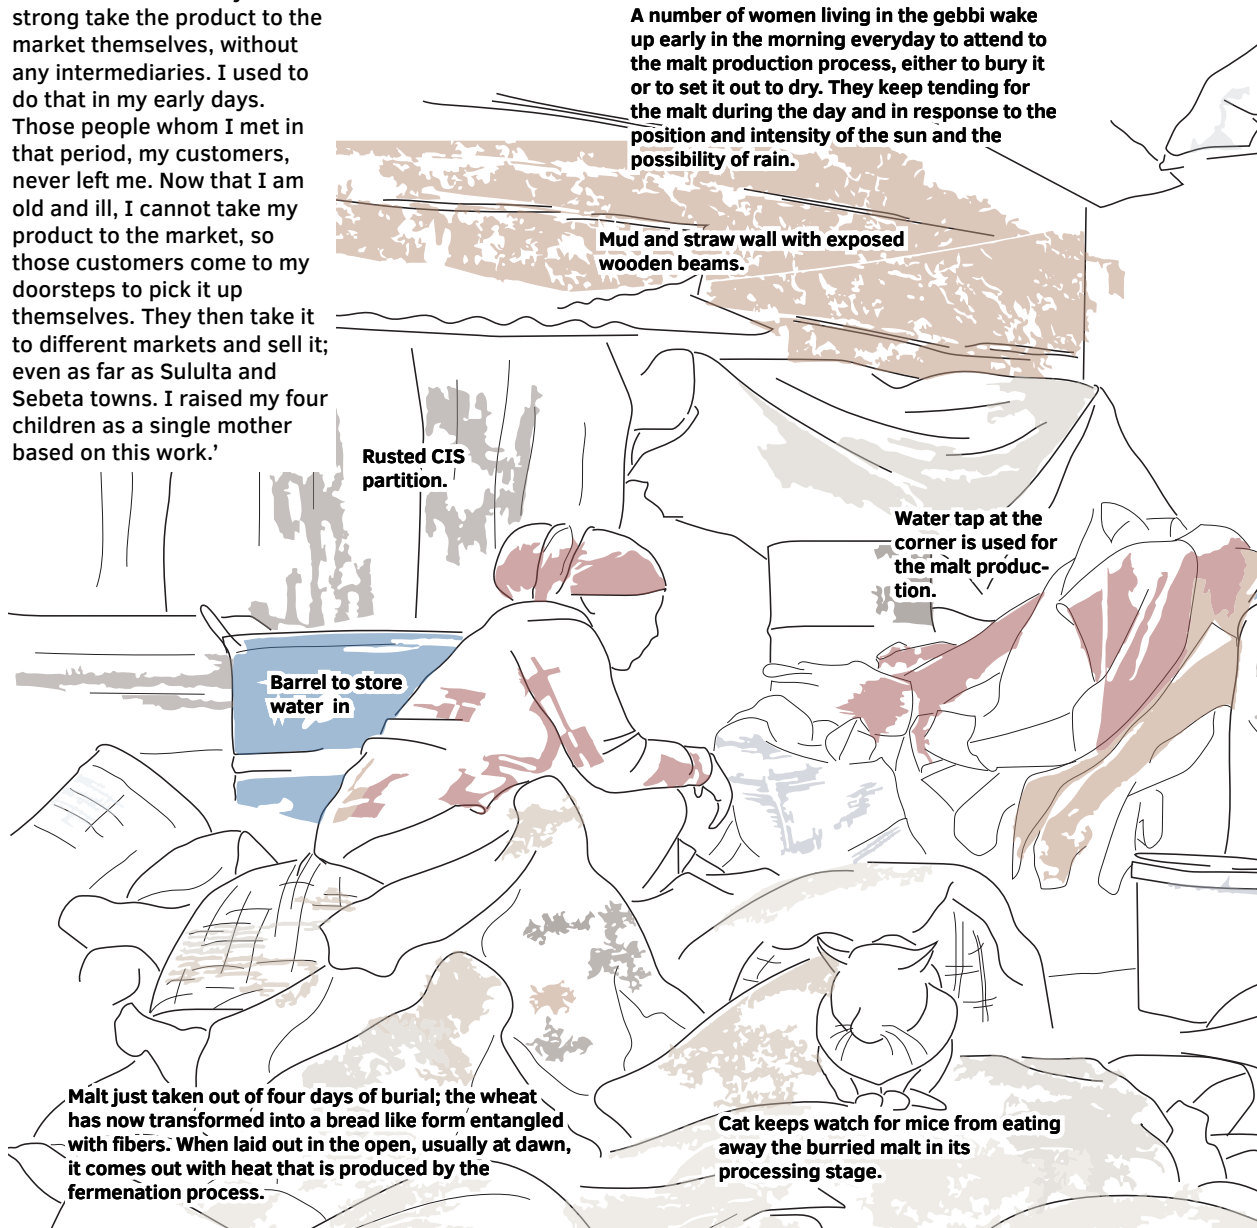 strong take the product to the
market themselves, without
any intermediaries. I used to
do that in my early days.
Those people whom I met in
that period, my customers,
never left me. Now that I am
old and ill, I cannot take my
product to the market, so
those customers come to my
doorsteps to pick it up
themselves. They then take it
to different markets and sell it;
even as far as Sululta and
Sebeta towns. I raised my four
children as a single mother
based on this work.’
A number of women living in the gebbi wake
up early in the morning everyday to attend to
the malt production process, either to bury it
or to set it out to dry. They keep tending for
the malt during the day and in response to the
position and intensity of the sun and the
possibility of rain.
Mud and straw wall with exposed
wooden beams.
Rusted CIS
partition.
Water tap at the
corner is used for
the malt produc-
tion.
Barrel to store
water in
Malt just taken out of four days of burial; the wheat
has now transformed into a bread like form entangled
with fibers. When laid out in the open, usually at dawn,
it comes out with heat that is produced by the
fermenation process.
Cat keeps watch for mice from eating
away the burried malt in its
processing stage.